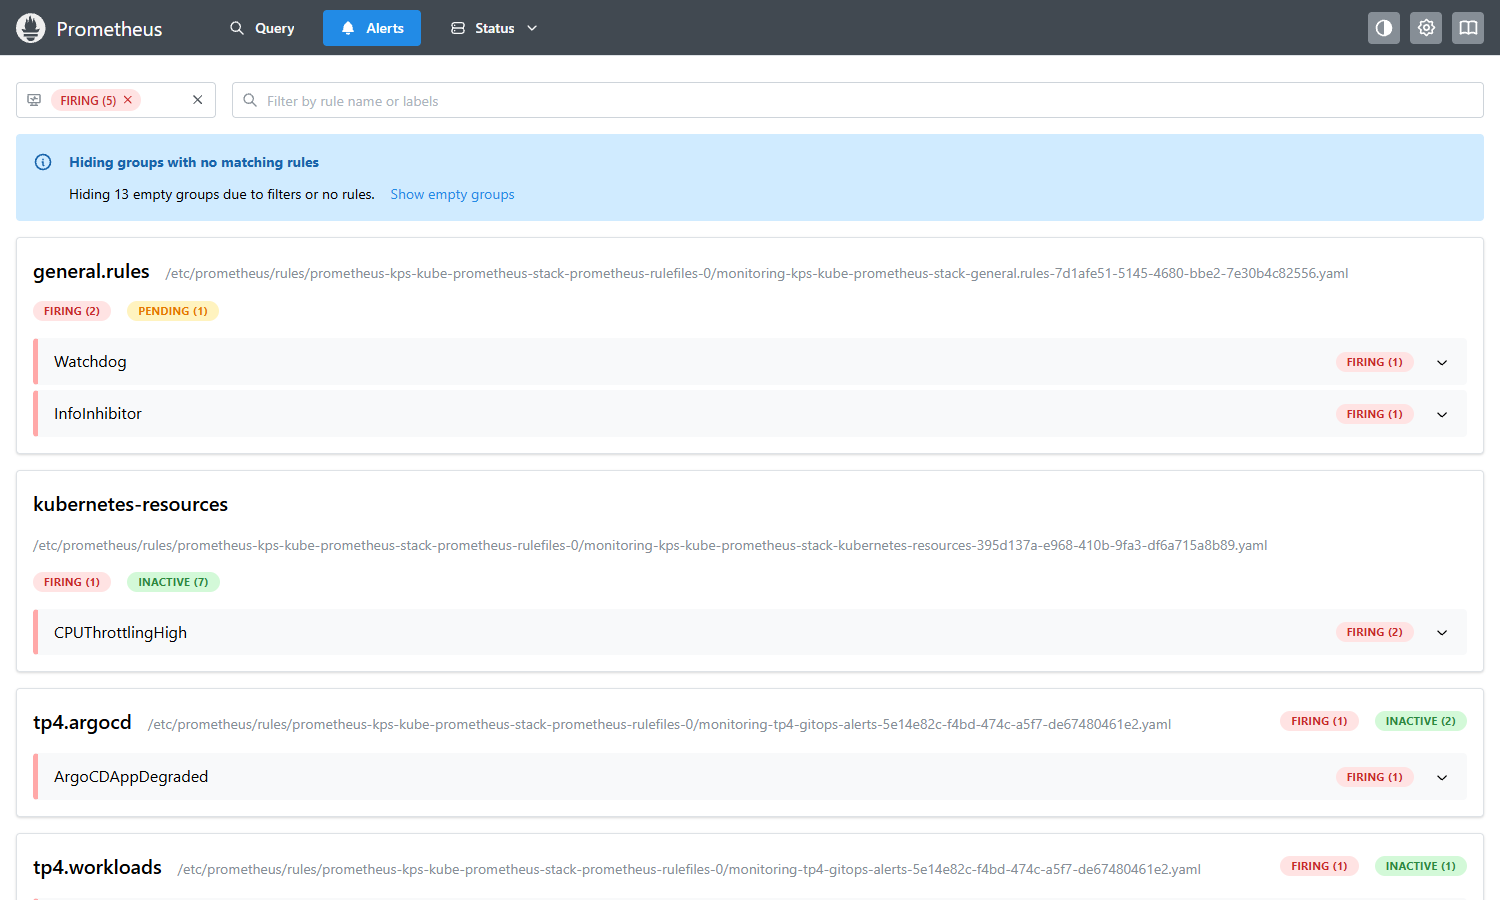 Prometheus Query Alerts Status
FIRING (5) Filter by rule name or labels
Hiding groups with no matching rules
Hiding 13 empty groups due to filters or no rules. Show empty groups
general.rules /etc/prometheus/rules/prometheus-kps-kube-prometheus-stack-prometheus-rulefiles-0/monitoring-kps-kube-prometheus-stack-general.rules-7d1afe51-5145-4680-bbe2-7e30b4c82556.yaml
FIRING (2) PENDING (1)
Watchdog FIRING (1)
InfoInhibitor FIRING (1)
kubernetes-resources
/etc/prometheus/rules/prometheus-kps-kube-prometheus-stack-prometheus-rulefiles-0/monitoring-kps-kube-prometheus-stack-kubernetes-resources-395d137a-e968-410b-9fa3-df6a715a8b89.yaml
FIRING (1) INACTIVE (7)
CPUThrottlingHigh FIRING (2)
tp4.argocd /etc/prometheus/rules/prometheus-kps-kube-prometheus-stack-prometheus-rulefiles-0/monitoring-tp4-gitops-alerts-5e14e82c-f4bd-474c-a5f7-de67480461e2.yaml FIRING (1) INACTIVE (2)
ArgoCDAppDegraded FIRING (1)
tp4.workloads /etc/prometheus/rules/prometheus-kps-kube-prometheus-stack-prometheus-rulefiles-0/monitoring-tp4-gitops-alerts-5e14e82c-f4bd-474c-a5f7-de67480461e2.yaml FIRING (1) INACTIVE (1)